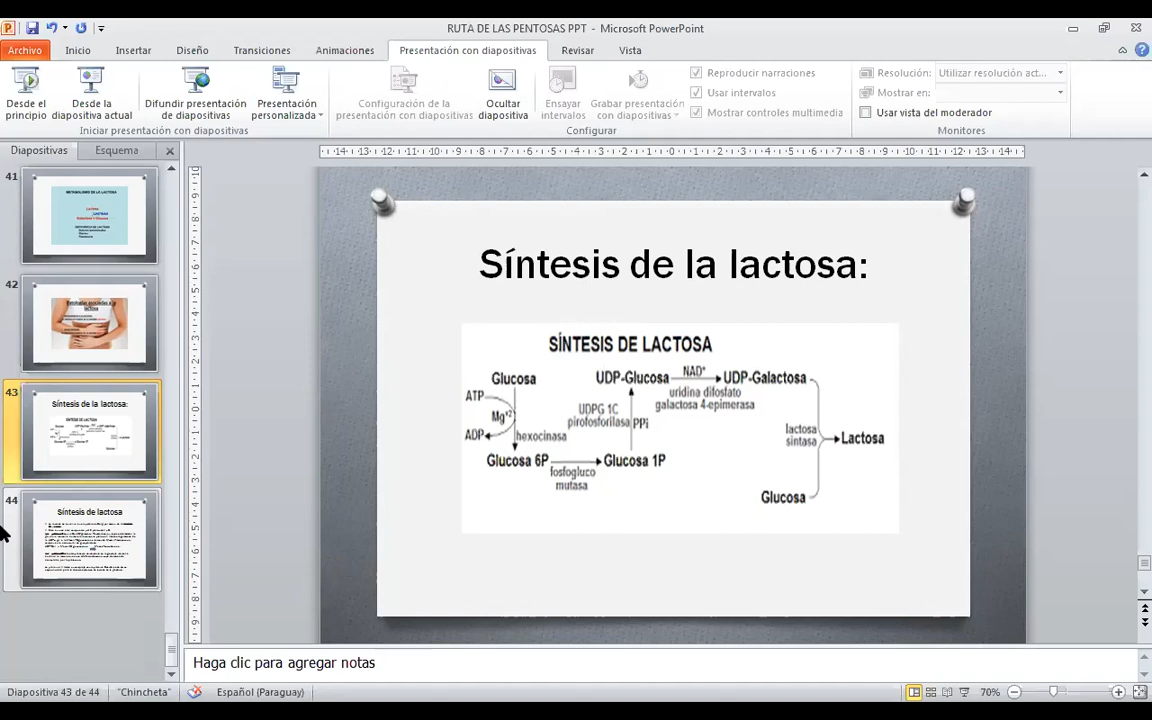 RUTA DE LAS PENTOSAS PPT - Microsoft PowerPoint
Archivo Inicio Insertar Diseño Transiciones Animaciones Presentación con diapositivas Revisar Vista
Desde el principio
Desde la diapositiva actual
Difundir presentación de diapositivas
Presentación personalizada
Configuración de la presentación con diapositivas
Ocultar diapositiva
Ensayar intervalos
Grabar presentación con diapositivas
Reproducir narraciones
Usar intervalos
Mostrar controles multimedia
Resolución: Utilizar resolución act...
Mostrar en:
Usar vista del moderador
Iniciar presentación con diapositivas
Configurar
Monitores
Diapositivas Esquema
41
METABOLISMO DE LA LACTOSA
42
43
Síntesis de la lactosa:
44
Síntesis de lactosa
Síntesis de la lactosa:
SÍNTESIS DE LACTOSA
Glucosa
ATP
Mg+2
ADP
hexocinasa
Glucosa 6P
fosfogluco
mutasa
Glucosa 1P
UDPG 1C
pirofosforilasa
PPi
UDP-Glucosa
NAD+
uridina difosfato
galactosa 4-epimerasa
UDP-Galactosa
lactosa
sintasa
Lactosa
Glucosa
Haga clic para agregar notas
Diapositiva 43 de 44 "Chincheta" Español (Paraguay) 70%